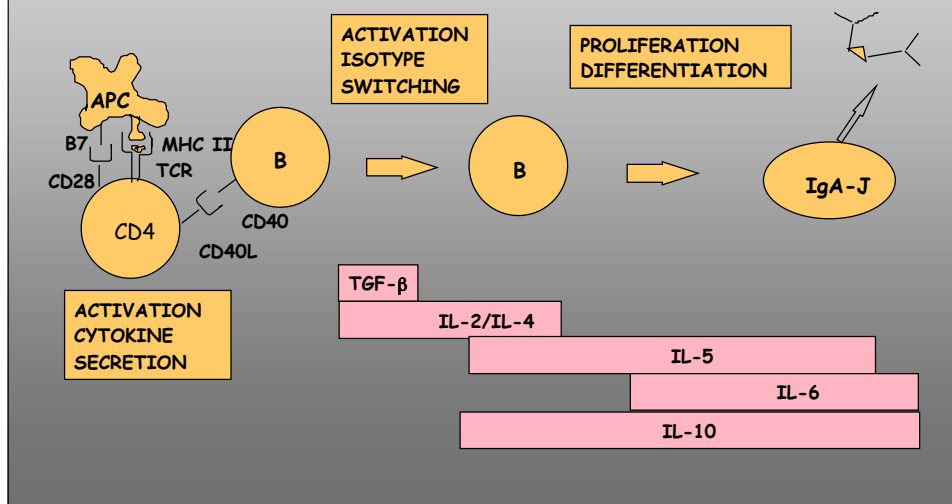 ACTIVATION
ISOTYPE
SWITCHING
PROLIFERATION
DIFFERENTIATION
APC
B7
MHC II
TCR
CD28
B
B
IgA-J
CD4
CD40
CD40L
TGF-β
ACTIVATION
CYTOKINE
SECRETION
IL-2/IL-4
IL-5
IL-6
IL-10